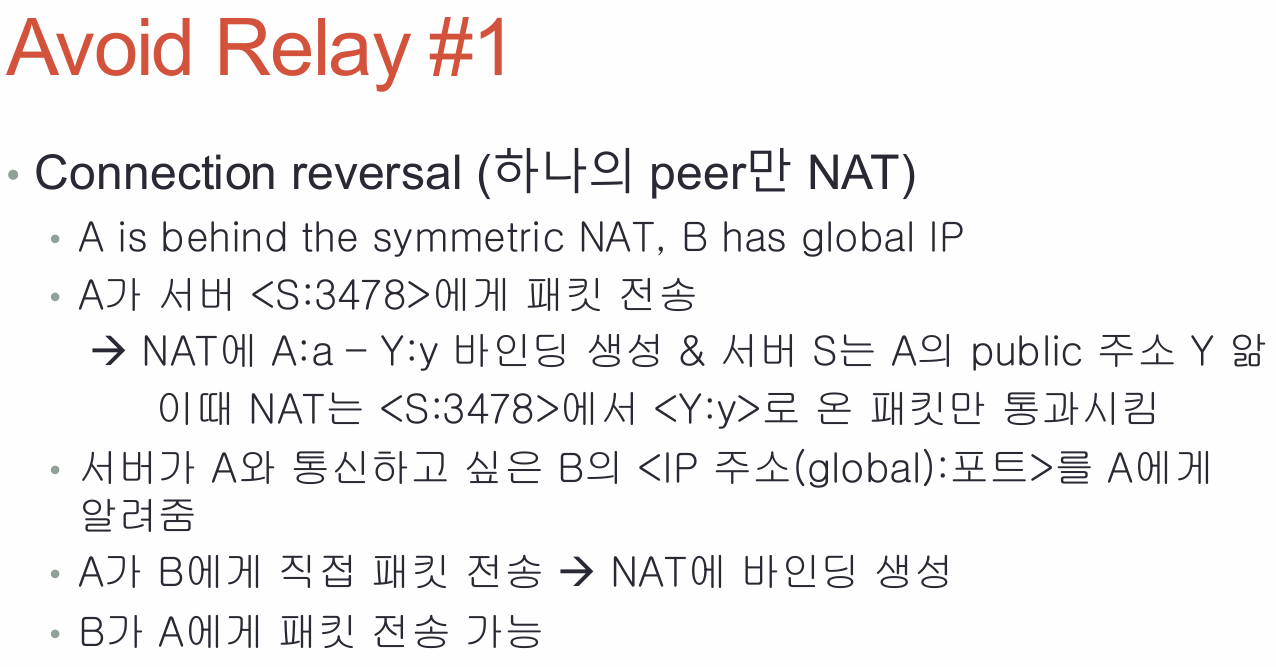 Avoid Relay #1
• Connection reversal (하나의 peer만 NAT)
• A is behind the symmetric NAT, B has global IP
• A가 서버 <S:3478>에게 패킷 전송
→ NAT에 A:a – Y:y 바인딩 생성 & 서버 S는 A의 public 주소 Y 앎
이때 NAT는 <S:3478>에서 <Y:y>로 온 패킷만 통과시킴
• 서버가 A와 통신하고 싶은 B의 <IP 주소(global):포트>를 A에게
알려줌
• A가 B에게 직접 패킷 전송 → NAT에 바인딩 생성
• B가 A에게 패킷 전송 가능